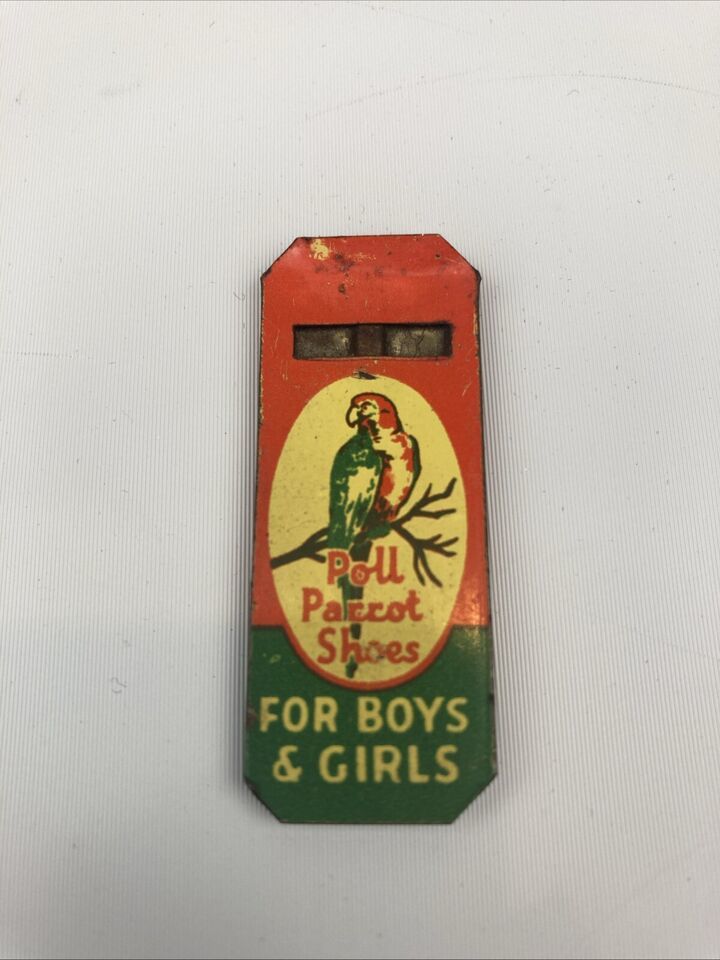 Poll
Parrot
Shoes
FOR BOYS
& GIRLS